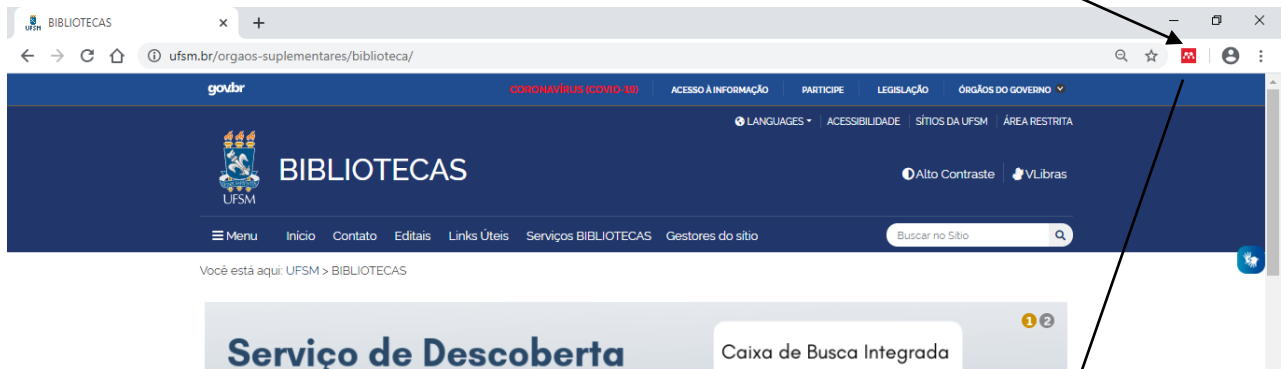 BIBLIOTECAS
ufsm.br/orgaos-suplementares/biblioteca/
gov.br CORONAVÍRUS (COVID-19) ACESSO À INFORMAÇÃO PARTICIPE LEGISLAÇÃO ÓRGÃOS DO GOVERNO
LANGUAGES ACESSIBILIDADE SÍTIOS DA UFSM ÁREA RESTRITA
UFSM
BIBLIOTECAS
Alto Contraste VLibras
Menu Início Contato Editais Links Úteis Serviços BIBLIOTECAS Gestores do sítio Buscar no Sítio
Você está aqui: UFSM > BIBLIOTECAS
1 2
Serviço de Descoberta Caixa de Busca Integrada